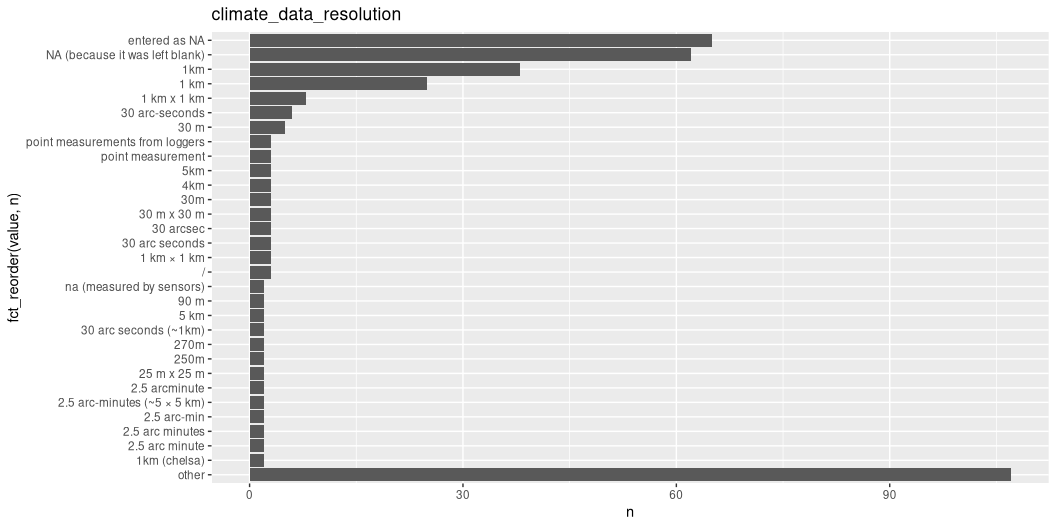 climate_data_resolution
entered as NA
NA (because it was left blank)
1km
1 km
1 km x 1 km
30 arc-seconds
30 m
point measurements from loggers
point measurement
5km
4km
30m
30 m x 30 m
30 arcsec
30 arc seconds
1 km × 1 km
/
na (measured by sensors)
90 m
5 km
30 arc seconds (~1km)
270m
250m
25 m x 25 m
2.5 arcminute
2.5 arc-minutes (~5 × 5 km)
2.5 arc-min
2.5 arc minutes
2.5 arc minute
1km (chelsa)
other
fct_reorder(value, n)
0 30 60 90
n